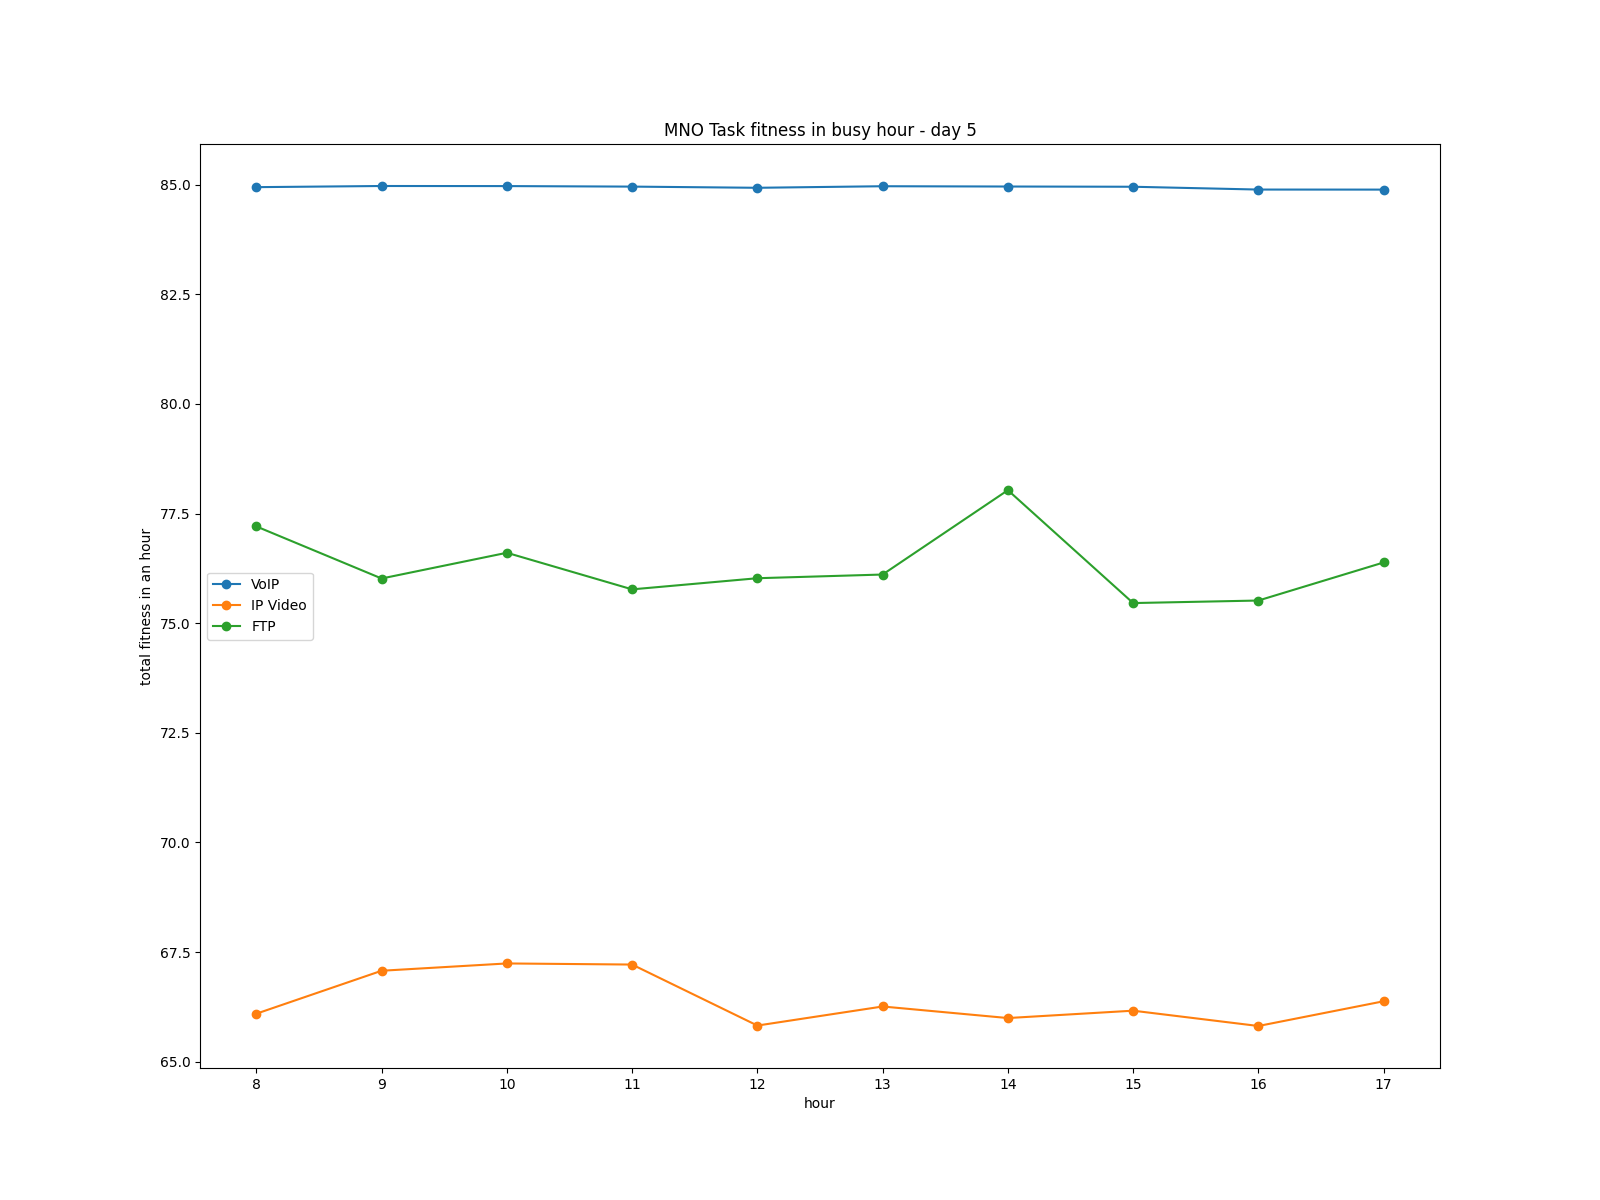 MNO Task fitness in busy hour - day 5
total fitness in an hour
85.0
82.5
80.0
77.5
75.0
72.5
70.0
67.5
65.0
VoIP
IP Video
FTP
8 9 10 11 12 13 14 15 16 17
hour